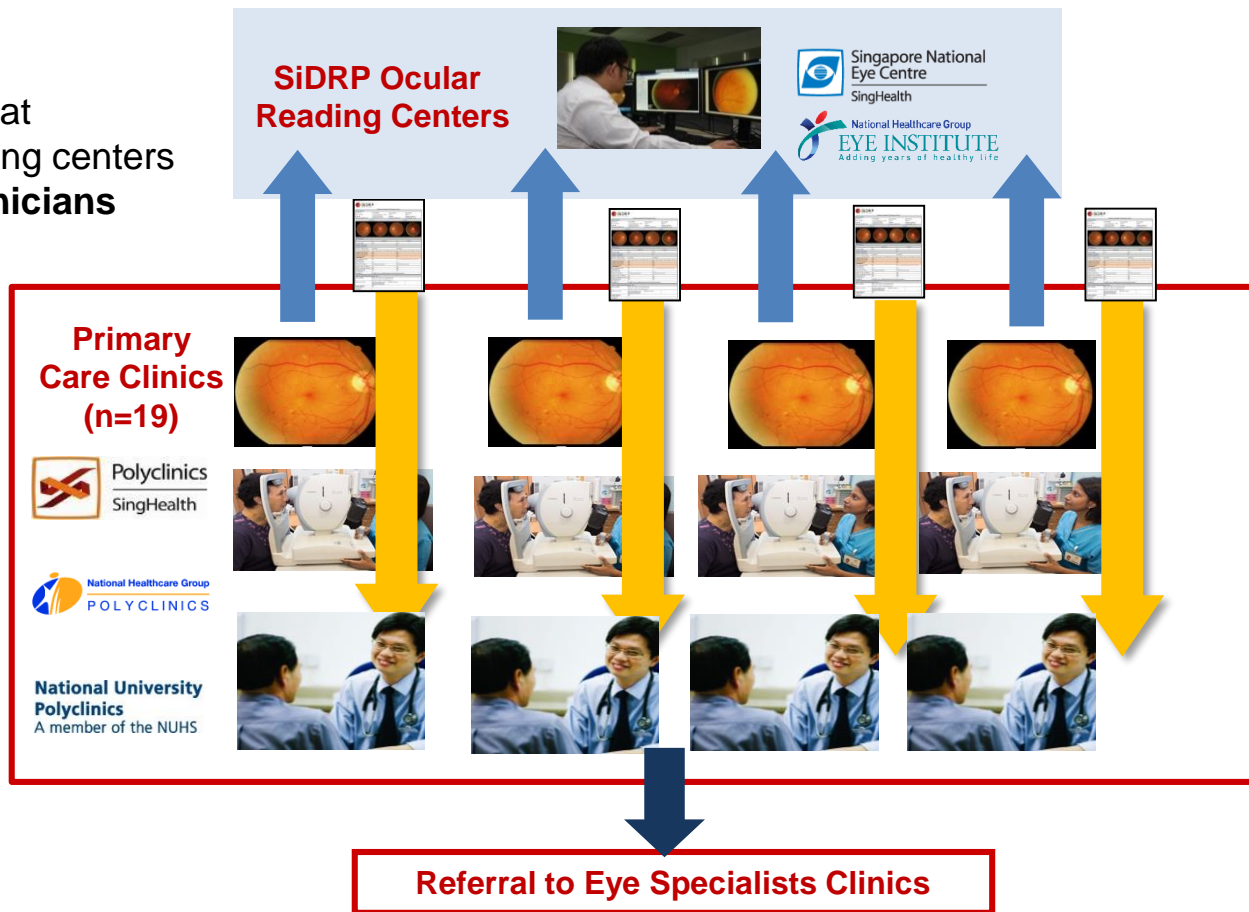 at
ing centers
nicians
SiDRP Ocular
Reading Centers
Singapore National
Eye Centre
SingHealth
National Healthcare Group
EYE INSTITUTE
Adding years of healthy life
Primary
Care Clinics
(n=19)
Polyclinics
SingHealth
National Healthcare Group
POLYCLINICS
National University
Polyclinics
A member of the NUHS
Referral to Eye Specialists Clinics